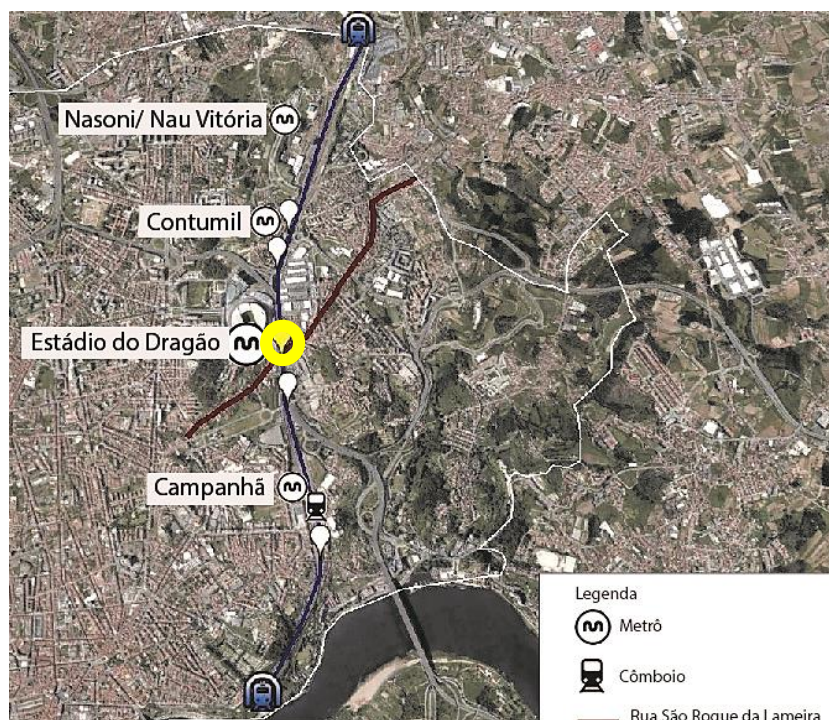 Nasoni/ Nau Vitória
Contumil
Estádio do Dragão
Campanhã
Legenda
Metrô
Cômboio
Rua São Roque da Lameira